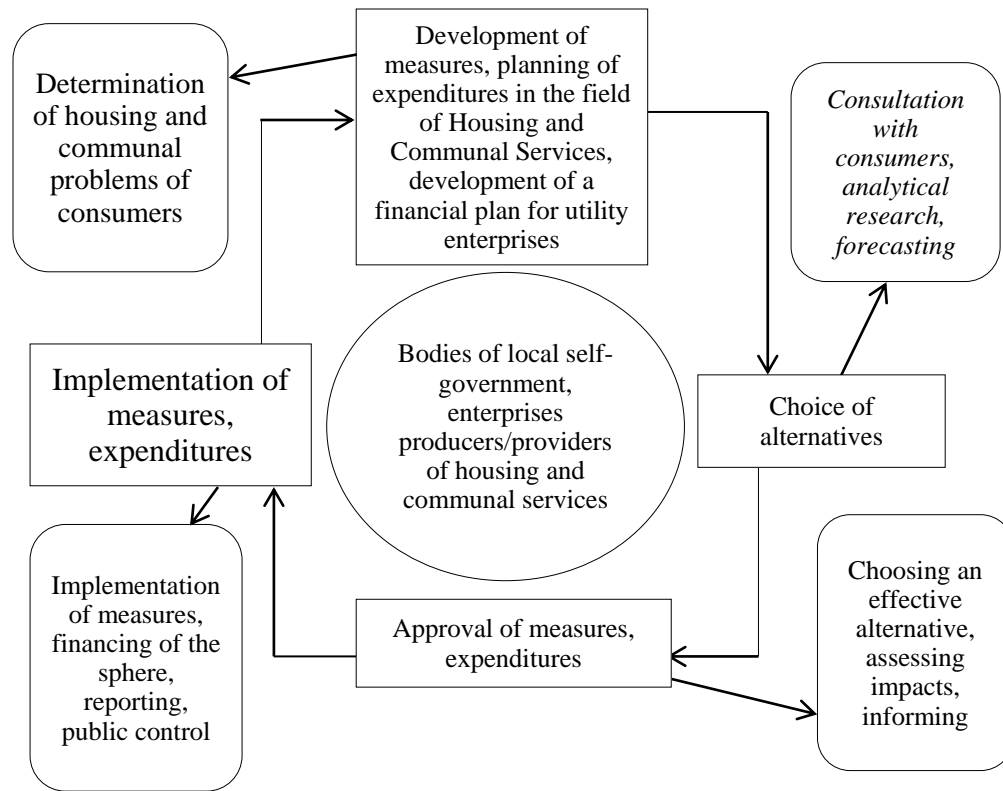 Determination
of housing and
communal
problems of
consumers
Development of
measures, planning of
expenditures in the field
of Housing and
Communal Services,
development of a
financial plan for utility
enterprises
Consultation
with
consumers,
analytical
research,
forecasting
Implementation of
measures,
expenditures
Bodies of local self-
government,
enterprises
producers/providers
of housing and
communal services
Choice of
alternatives
Implementation
of measures,
financing of the
sphere,
reporting,
public control
Approval of measures,
expenditures
Choosing an
effective
alternative,
assessing
impacts,
informing